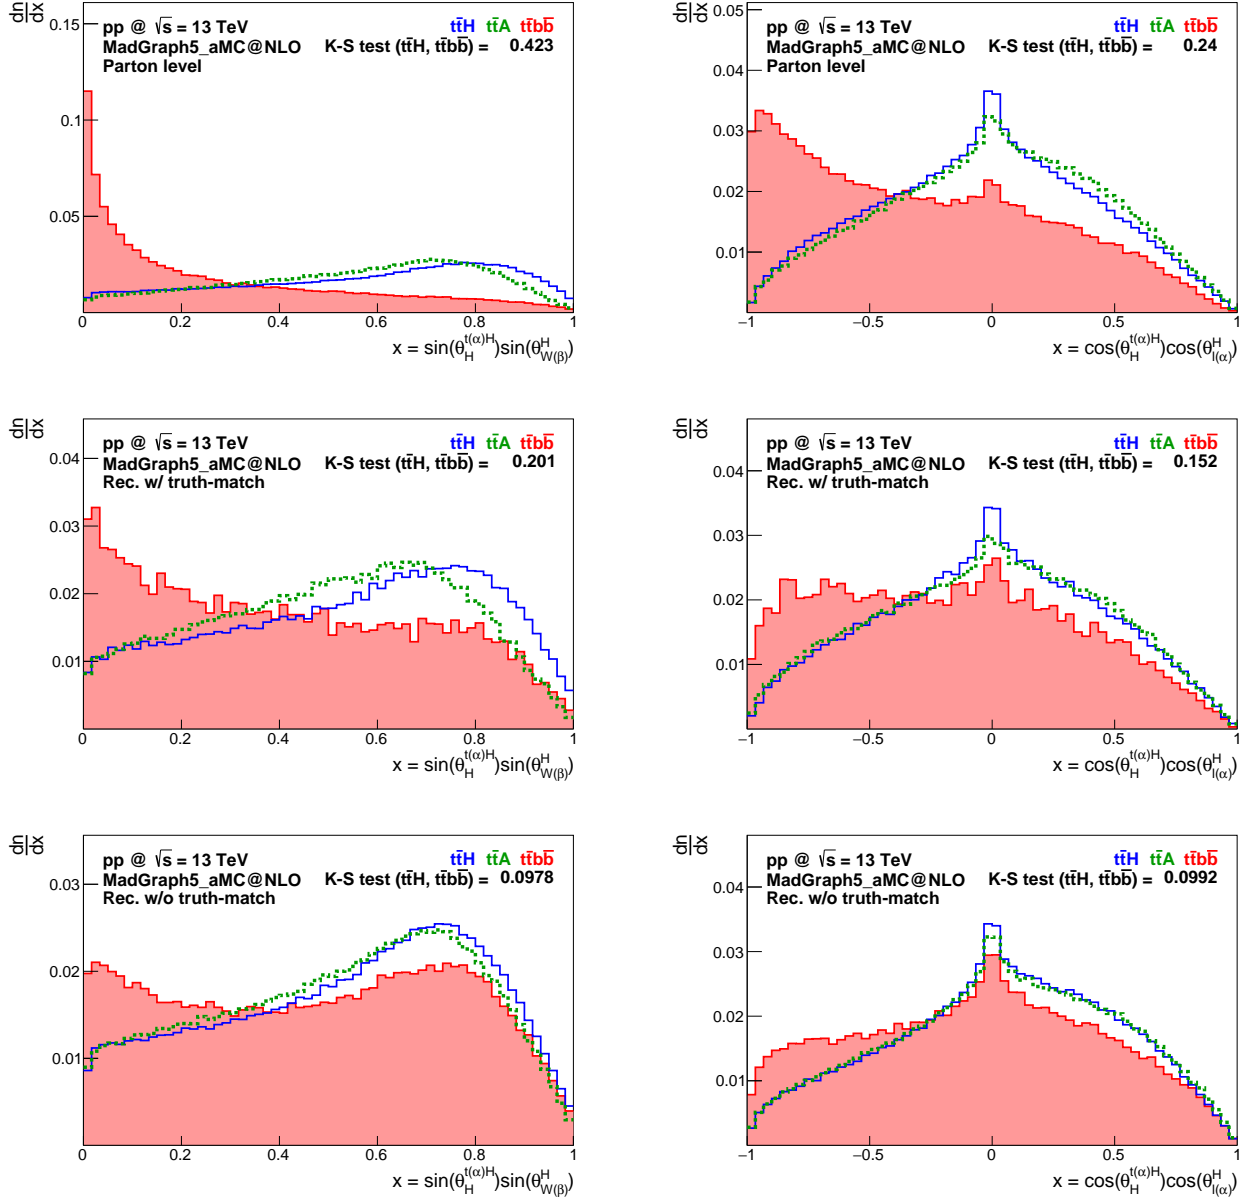 dn/dx
0.15
0.1
0.05
pp @ √s = 13 TeV
tt̄H tt̄A tt̄bb̄
MadGraph5_aMC@NLO K-S test (tt̄H, tt̄bb̄) = 0.423
Parton level
0 0.2 0.4 0.6 0.8 1
x = sin(θ_H^{t(α)H})sin(θ_{W(β)}^H)
dn/dx
0.05
0.04
0.03
0.02
0.01
pp @ √s = 13 TeV
tt̄H tt̄A tt̄bb̄
MadGraph5_aMC@NLO K-S test (tt̄H, tt̄bb̄) = 0.24
Parton level
−1 −0.5 0 0.5 1
x = cos(θ_H^{t(α)H})cos(θ_{l(α)}^H)
dn/dx
0.04
0.03
0.02
0.01
pp @ √s = 13 TeV
tt̄H tt̄A tt̄bb̄
MadGraph5_aMC@NLO K-S test (tt̄H, tt̄bb̄) = 0.201
Rec. w/ truth-match
0 0.2 0.4 0.6 0.8 1
x = sin(θ_H^{t(α)H})sin(θ_{W(β)}^H)
dn/dx
0.04
0.03
0.02
0.01
pp @ √s = 13 TeV
tt̄H tt̄A tt̄bb̄
MadGraph5_aMC@NLO K-S test (tt̄H, tt̄bb̄) = 0.152
Rec. w/ truth-match
−1 −0.5 0 0.5 1
x = cos(θ_H^{t(α)H})cos(θ_{l(α)}^H)
dn/dx
0.03
0.02
0.01
pp @ √s = 13 TeV
tt̄H tt̄A tt̄bb̄
MadGraph5_aMC@NLO K-S test (tt̄H, tt̄bb̄) = 0.0978
Rec. w/o truth-match
0 0.2 0.4 0.6 0.8 1
x = sin(θ_H^{t(α)H})sin(θ_{W(β)}^H)
dn/dx
0.04
0.03
0.02
0.01
pp @ √s = 13 TeV
tt̄H tt̄A tt̄bb̄
MadGraph5_aMC@NLO K-S test (tt̄H, tt̄bb̄) = 0.0992
Rec. w/o truth-match
−1 −0.5 0 0.5 1
x = cos(θ_H^{t(α)H})cos(θ_{l(α)}^H)